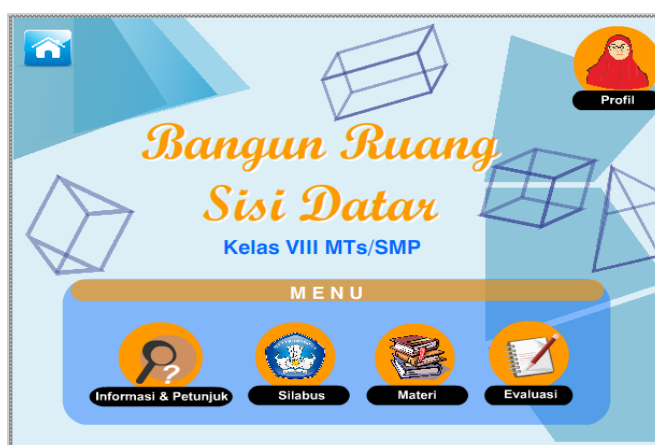 Profil
Bangun Ruang
Sisi Datar
Kelas VIII MTs/SMP
MENU
?
Informasi & Petunjuk
Silabus
Materi
Evaluasi